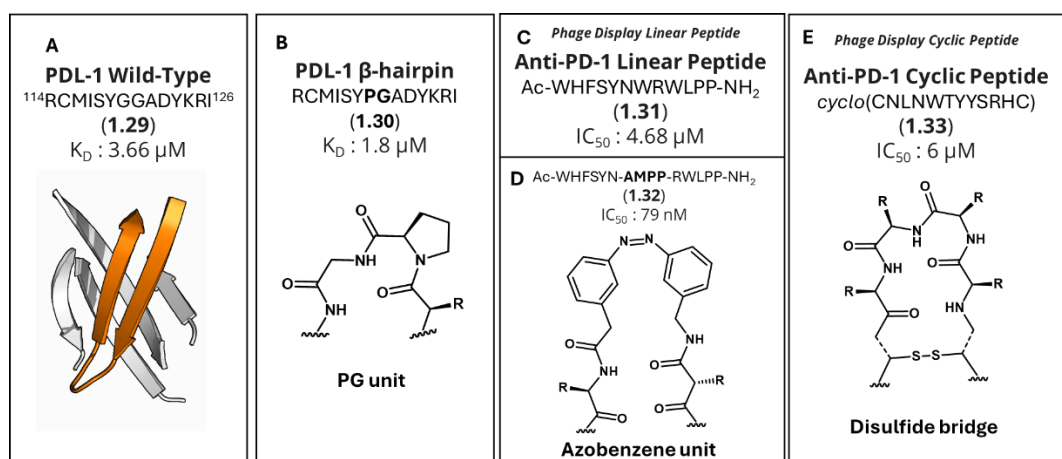 A
PDL-1 Wild-Type
¹¹⁴RCMISYGGADYKRI¹²⁶
(1.29)
K_D : 3.66 µM
B
PDL-1 β-hairpin
RCMISYPGADYKRI
(1.30)
K_D : 1.8 µM
O
NH
O
N
O
NH
O
R
PG unit
C
Phage Display Linear Peptide
Anti-PD-1 Linear Peptide
Ac-WHFSYNWRWLPP-NH₂
(1.31)
IC₅₀ : 4.68 µM
D
Ac-WHFSYN-AMPP-RWLPP-NH₂
(1.32)
IC₅₀ : 79 nM
N=N
O
NH
NH
O
R
R
O
O
Azobenzene unit
E
Phage Display Cyclic Peptide
Anti-PD-1 Cyclic Peptide
cyclo(CNLNWTYYSRHC)
(1.33)
IC₅₀ : 6 µM
O
R
R
N
H
O
NH
NH
O
R
R
HN
O
S-S
Disulfide bridge